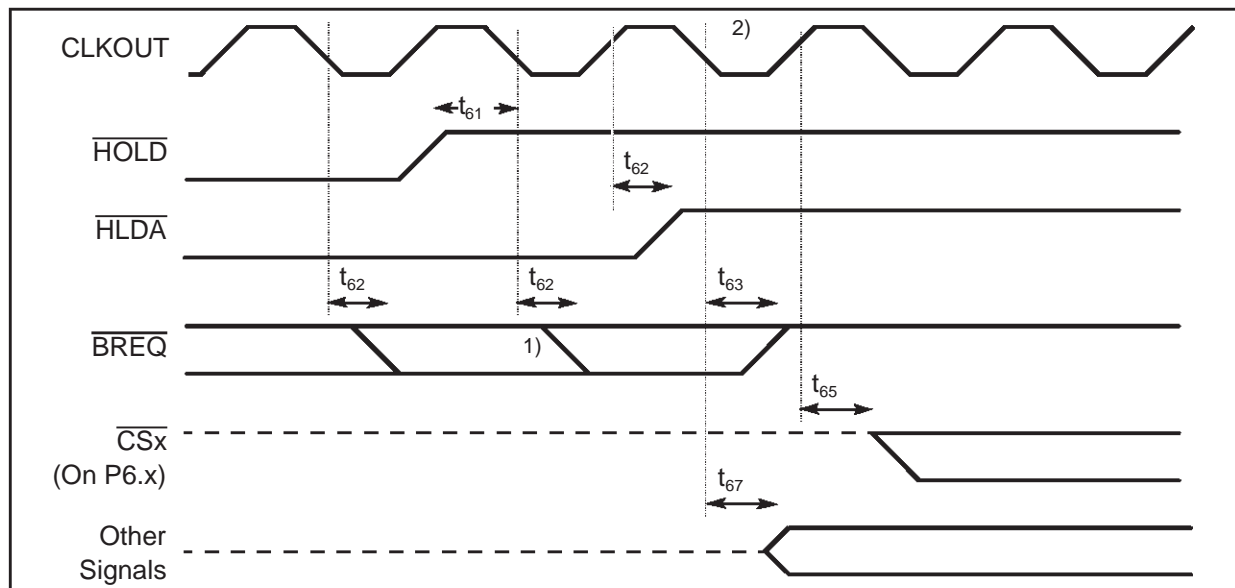 CLKOUT
2)
t61
HOLD
t62
HLDA
t62 t62 t63
BREQ
1)
t65
CSx
(On P6.x)
t67
Other
Signals